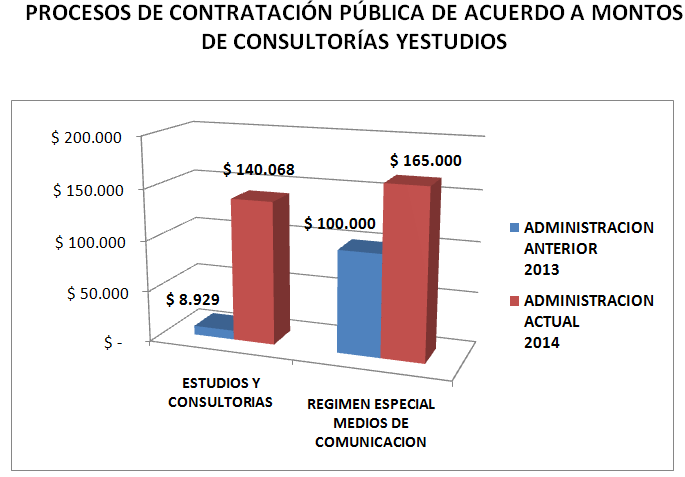 PROCESOS DE CONTRATACIÓN PÚBLICA DE ACUERDO A MONTOS
DE CONSULTORÍAS YESTUDIOS
$ 200.000
$ 150.000
$ 100.000
$ 50.000
$ -
$ 8.929
$ 140.068
$ 100.000
$ 165.000
ESTUDIOS Y
CONSULTORIAS
REGIMEN ESPECIAL
MEDIOS DE
COMUNICACION
ADMINISTRACION
ANTERIOR
2013
ADMINISTRACION
ACTUAL
2014